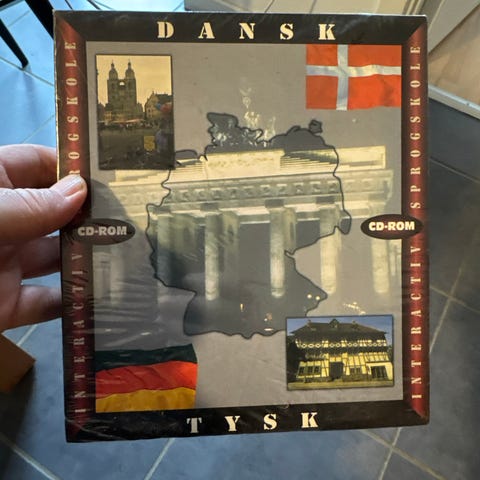 DANSK
INTERACTIV SPROGSKOLE
CD-ROM
CD-ROM
INTERACTIV SPROGSKOLE
TYSK